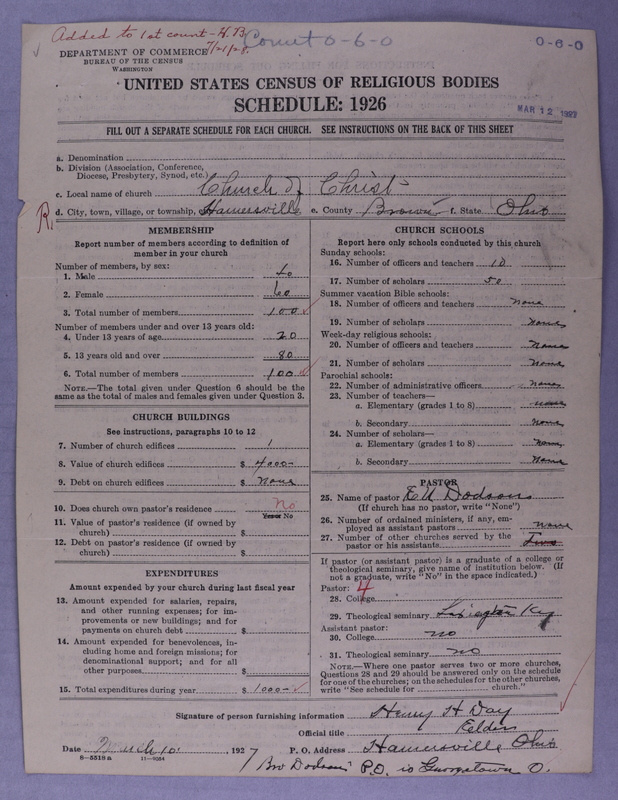 Added to 1st count - H.B.
7/21/28.
Comet 0-6-0
0-6-0
DEPARTMENT OF COMMERCE
BUREAU OF THE CENSUS
WASHINGTON
UNITED STATES CENSUS OF RELIGIOUS BODIES
SCHEDULE: 1926
MAR 12 1927
FILL OUT A SEPARATE SCHEDULE FOR EACH CHURCH. SEE INSTRUCTIONS ON THE BACK OF THIS SHEET
a. Denomination
b. Division (Association, Conference,
Diocese, Presbytery, Synod, etc.)
c. Local name of church Church of Christ
R. d. City, town, village, or township, Hamersville e. County Brown f. State Ohio
MEMBERSHIP
Report number of members according to definition of
member in your church
Number of members, by sex:
1. Male 40
2. Female 60
3. Total number of members 100
Number of members under and over 13 years old:
4. Under 13 years of age 20
5. 13 years old and over 80
6. Total number of members 100
NOTE.—The total given under Question 6 should be
same as the total of males and females given under Question 3.
CHURCH BUILDINGS
See instructions, paragraphs 10 to 12
7. Number of church edifices 1
8. Value of church edifices $ 4000-
9. Debt on church edifices $ None
10. Does church own pastor's residence No
Yes or No
11. Value of pastor's residence (if owned by
church) $
12. Debt on pastor's residence (if owned by
church) $
EXPENDITURES
Amount expended by your church during last fiscal year
13. Amount expended for salaries, repairs,
and other running expenses; for im-
provements or new buildings; and for
payments on church debt $
14. Amount expended for benevolences, in-
cluding home and foreign missions; for
denominational support; and for all
other purposes $
15. Total expenditures during year $ 1000-
CHURCH SCHOOLS
Report here only schools conducted by this church
Sunday schools:
16. Number of officers and teachers 10
17. Number of scholars 50
Summer vacation Bible schools:
18. Number of officers and teachers none
19. Number of scholars none
Week-day religious schools:
20. Number of officers and teachers None
21. Number of scholars None
Parochial schools:
22. Number of administrative officers None
23. Number of teachers—
a. Elementary (grades 1 to 8) none
b. Secondary None
24. Number of scholars—
a. Elementary (grades 1 to 8) None
b. Secondary None
PASTOR
25. Name of pastor Dodson
(If church has no pastor, write "None")
26. Number of ordained ministers, if any, em-
ployed as assistant pastors none
27. Number of other churches served by the
pastor or his assistants Two
If pastor (or assistant pastor) is graduate of a college or
theological seminary, give name of institution below. (If
not a graduate, write "No" in the space indicated.)
Pastor: 4
28. College
29. Theological seminary Lexington Ky
Assistant pastor:
30. College no
31. Theological seminary no
NOTE.—Where one pastor serves two or more churches,
Questions 28 and 29 should be answered only on the schedule
for one of the churches; on the schedules for the other churches,
write "See schedule for church."
Signature of person furnishing information Henry H Day
Official title Elder
Date March 10, 1927 P. O. Address Hamersville Ohio
8-5518 a 11-9054
Bro Dodson P.O. is Georgetown O.